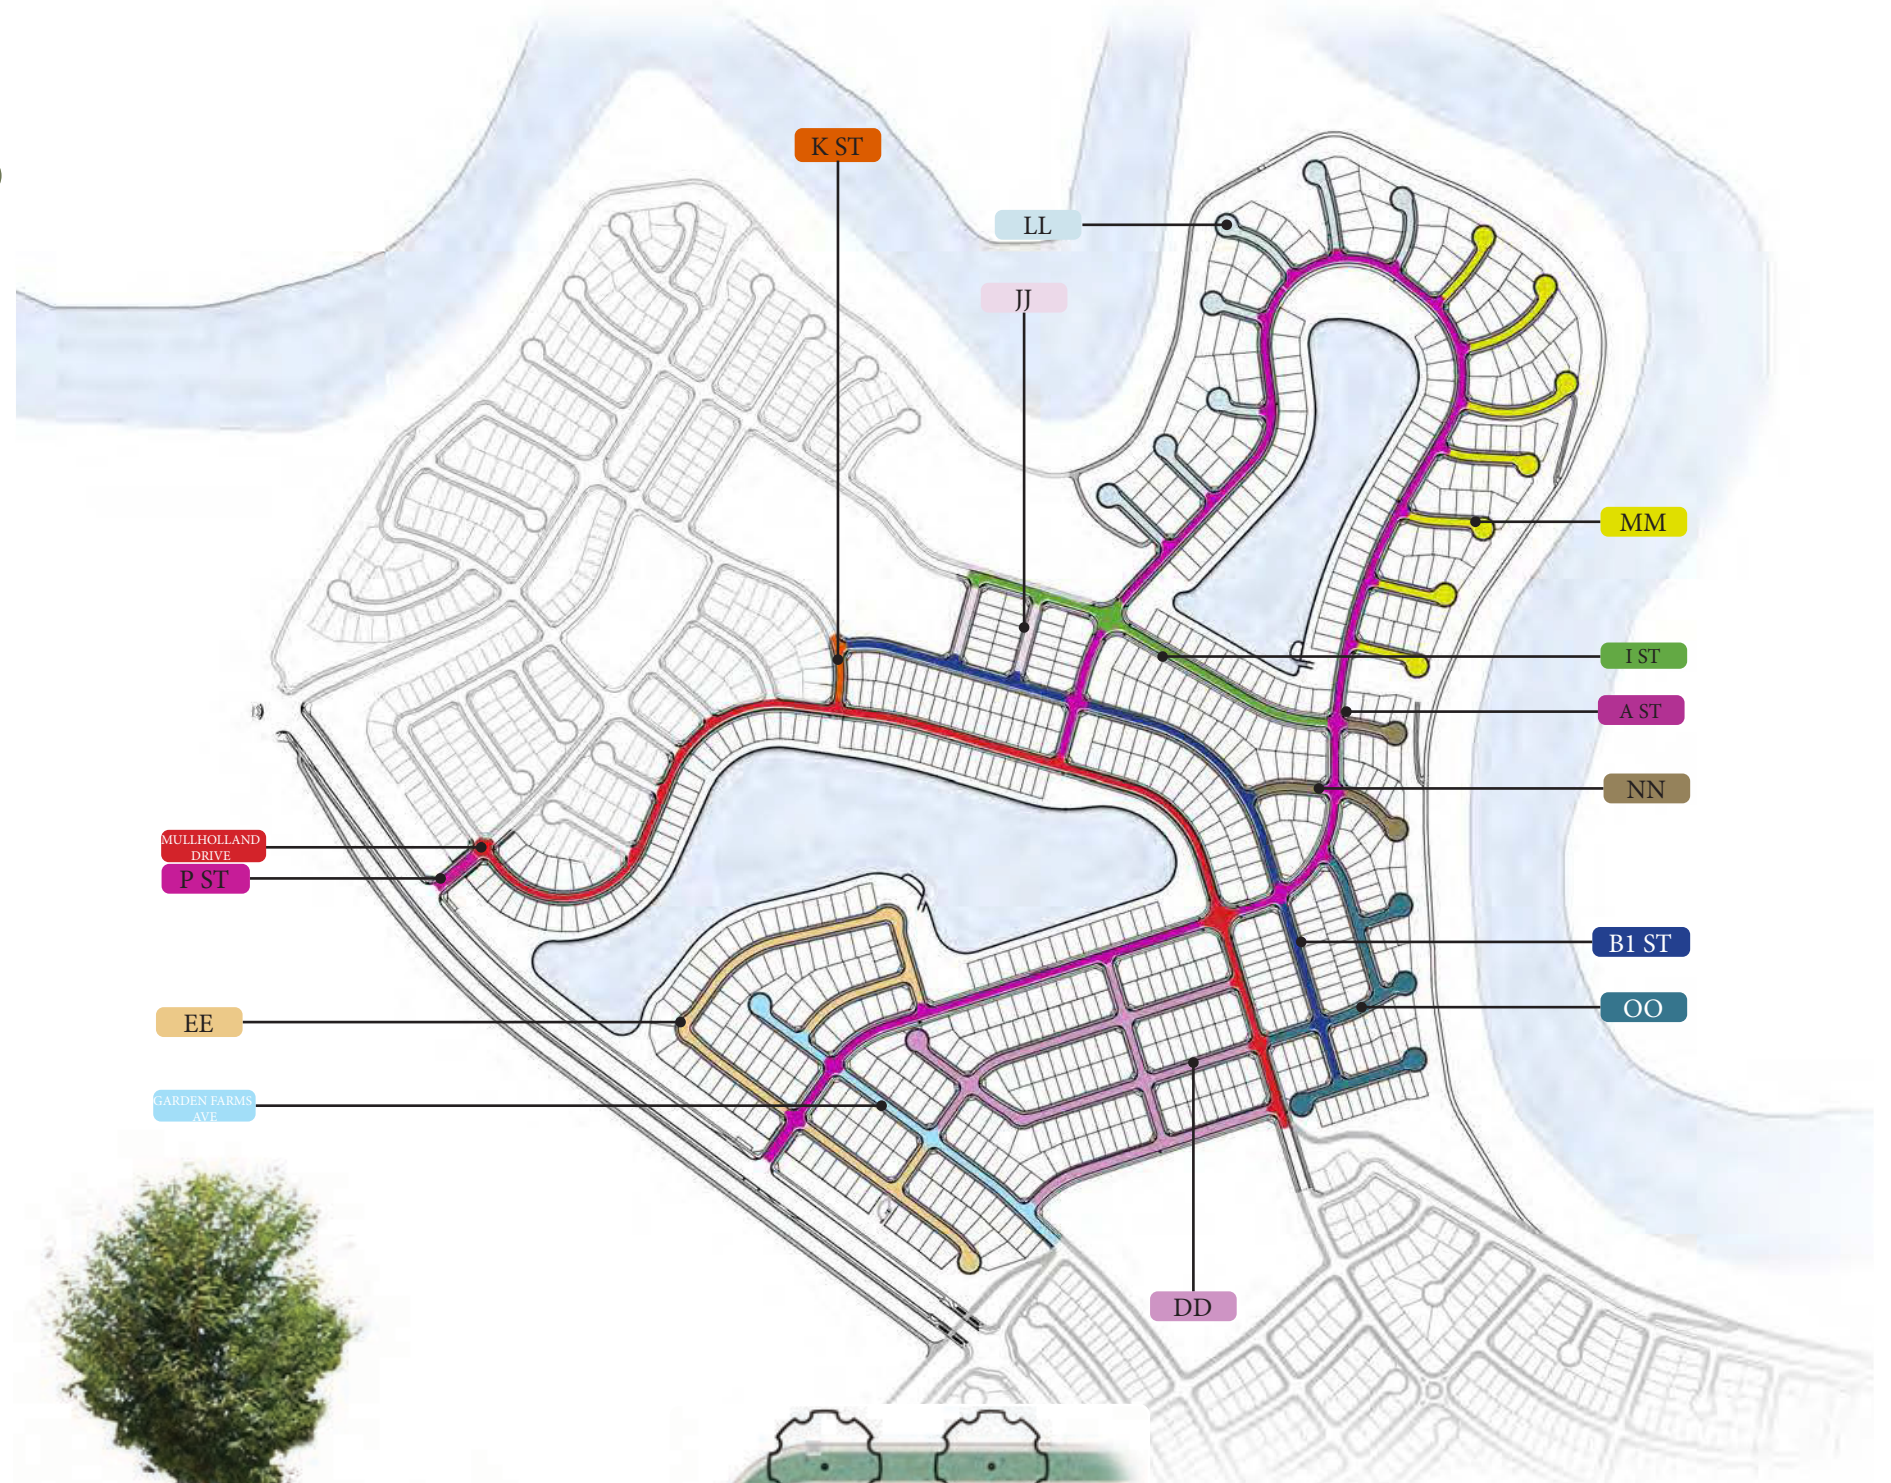 K ST
LL
JJ
MM
I ST
A ST
NN
MULLHOLLAND
DRIVE
P ST
B1 ST
EE
OO
GARDEN FARMS
AVE
DD